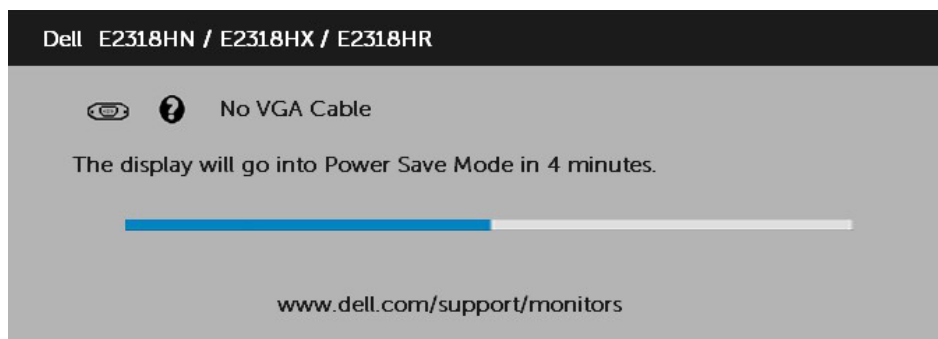 Dell E2318HN / E2318HX / E2318HR
No VGA Cable
The display will go into Power Save Mode in 4 minutes.
www.dell.com/support/monitors